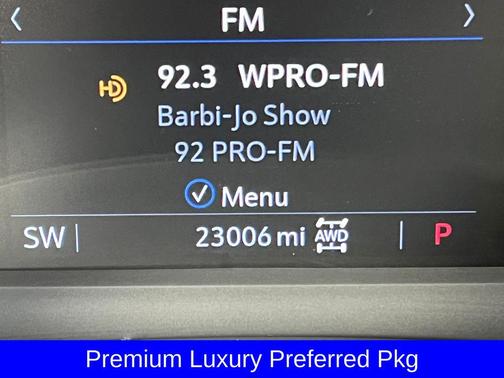 FM
HD
92.3 WPRO-FM
Barbi-Jo Show
92 PRO-FM
Menu
SW 23006 mi AWD P
Premium Luxury Preferred Pkg